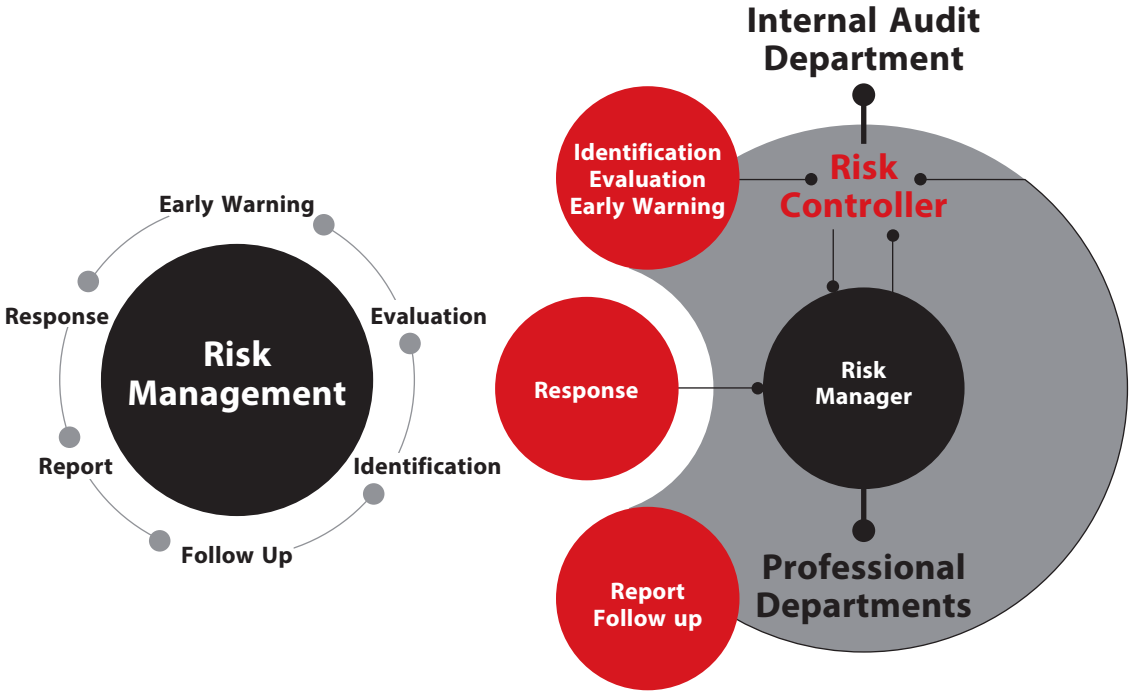 Early Warning
Response
Evaluation
Risk
Management
Report
Identification
Follow Up
Internal Audit
Department
Identification
Evaluation
Early Warning
Risk
Controller
Response
Risk
Manager
Report
Follow up
Professional
Departments